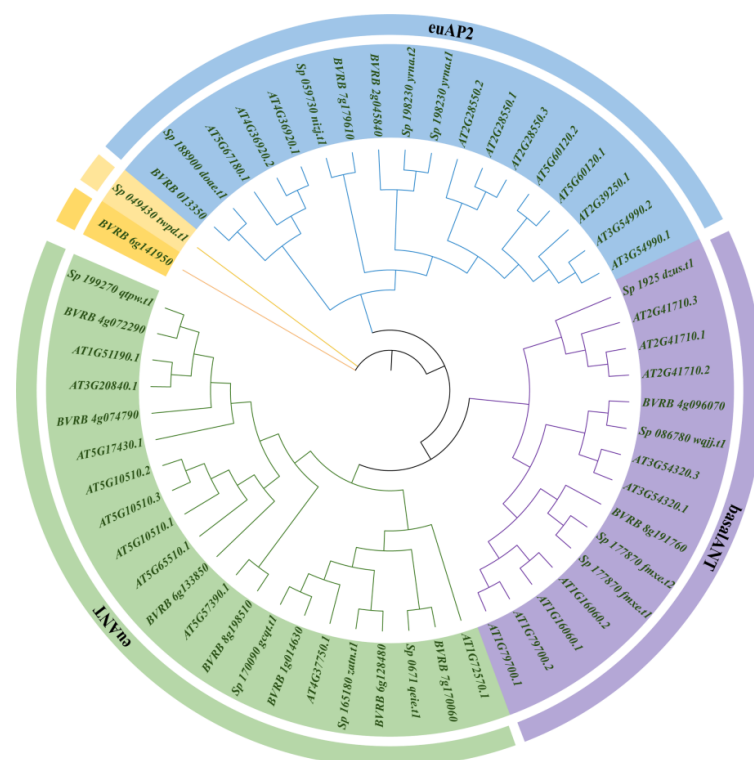 euAP2
BVRB 013350
Sp 188900 doue.t1
AT5G67180.1
AT4G36920.2
AT4G36920.1
Sp 059730 nizj.t1
BVRB 7g179610
BVRB 2g045840
Sp 198230 yrna.t2
Sp 198230 yrna.t1
AT2G28550.2
AT2G28550.1
AT2G28550.3
AT5G60120.2
AT5G60120.1
AT2G39250.1
AT3G54990.2
AT3G54990.1
basalANT
Sp 1925 dzus.t1
AT2G41710.3
AT2G41710.1
AT2G41710.2
BVRB 4g096070
Sp 086780 wqjj.t1
AT3G54320.3
AT3G54320.1
BVRB 8g191760
Sp 177870 fmxe.t2
Sp 177870 fmxe.t1
AT1G16060.2
AT1G16060.1
AT1G79700.2
AT1G79700.1
euANT
AT1G72570.1
BVRB 7g170060
Sp 0671 qeie.t1
BVRB 6g128480
Sp 165180 zatn.t1
AT4G37750.1
BVRB 1g014630
Sp 170090 gcqt.t1
BVRB 8g198510
AT5G57390.1
BVRB 6g133850
AT5G65510.1
AT5G10510.1
AT5G10510.3
AT5G10510.2
AT5G17430.1
BVRB 4g074790
AT3G20840.1
AT1G51190.1
BVRB 4g072290
Sp 199270 qtpw.t1
BVRB 6g141950
Sp 049430 twpd.t1